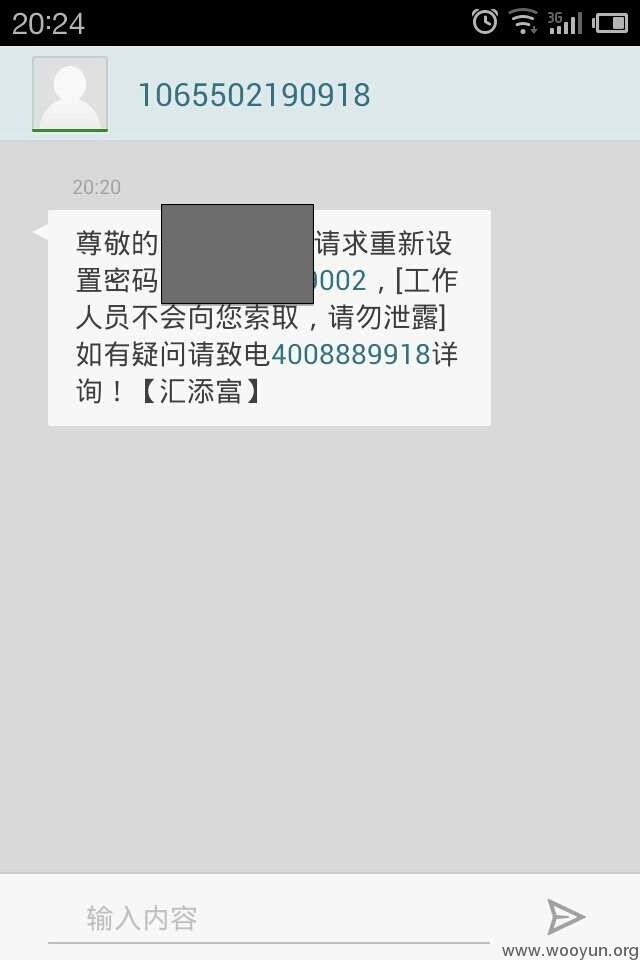 20:24
3G
1065502190918
20:20
尊敬的 请求重新设
置密码 9002，[工作
人员不会向您索取，请勿泄露]
如有疑问请致电4008889918详
询！【汇添富】
输入内容
www.wooyun.org